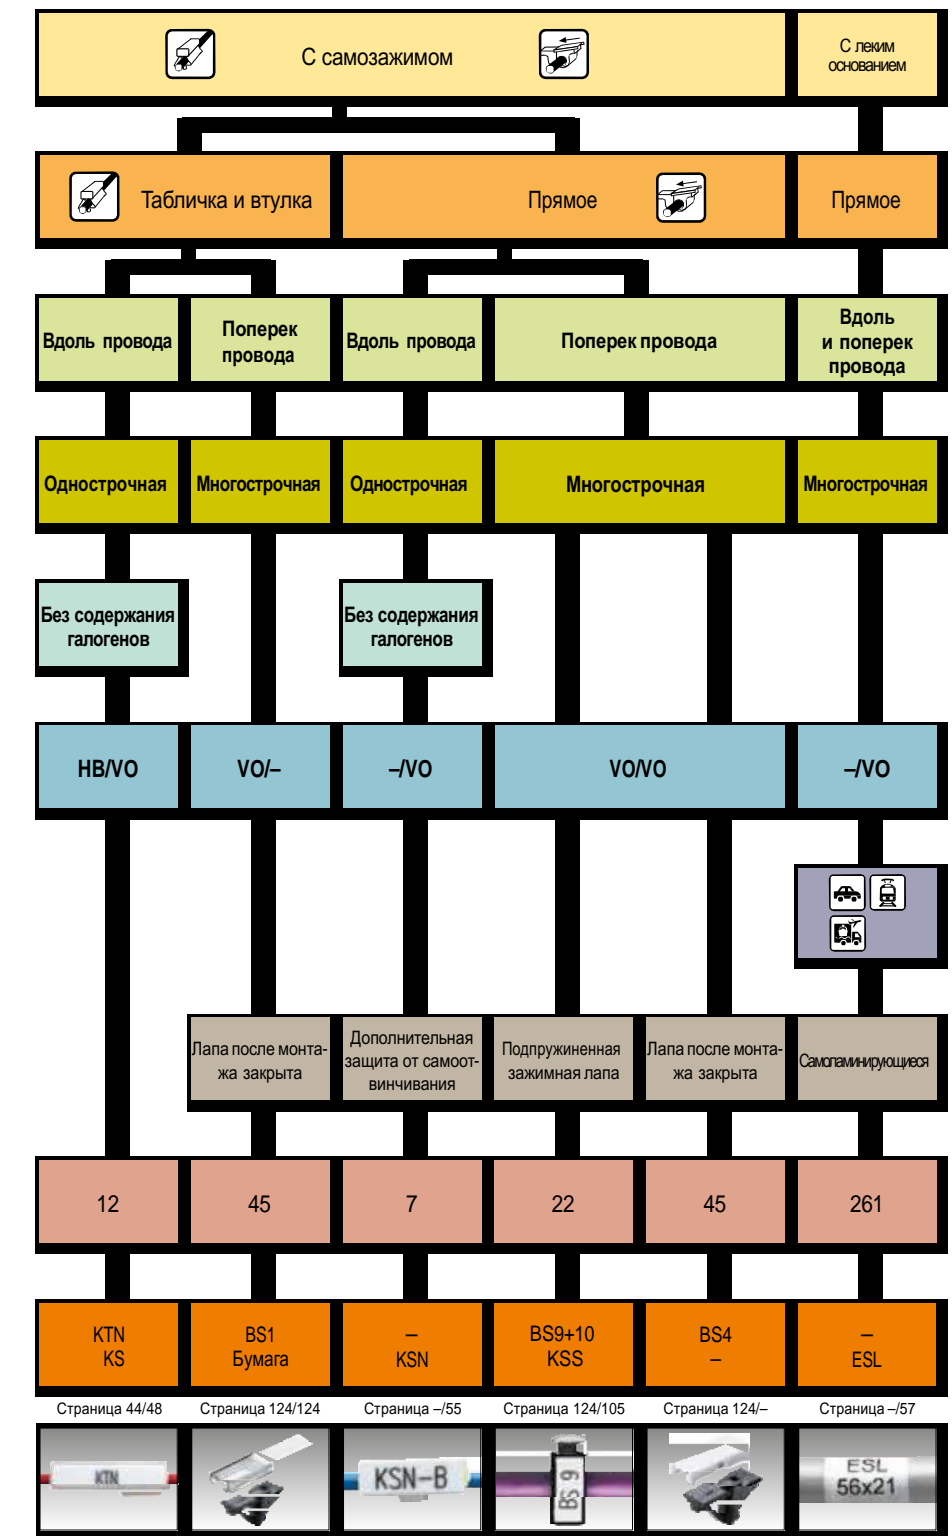 С самозажимом
С леким
основанием
Табличка и втулка
Прямое
Прямое
Вдоль провода
Поперек
провода
Вдоль провода
Поперек провода
Вдоль
и поперек
провода
Однострочная
Многострочная
Однострочная
Многострочная
Многострочная
Без содержания
галогенов
Без содержания
галогенов
HB/VO
VO/–
–/VO
VO/VO
–/VO
Лапа после монта-
жа закрыта
Дополнительная
защита от самоот-
винчивания
Подпружиненная
зажимная лапа
Лапа после монта-
жа закрыта
Самоламинирующиеся
12
45
7
22
45
261
KTN
KS
BS1
Бумага
–
KSN
BS9+10
KSS
BS4
–
–
ESL
Страница 44/48
Страница 124/124
Страница –/55
Страница 124/105
Страница 124/–
Страница –/57
KTN
KSN-B
BS 9
ESL
56x21